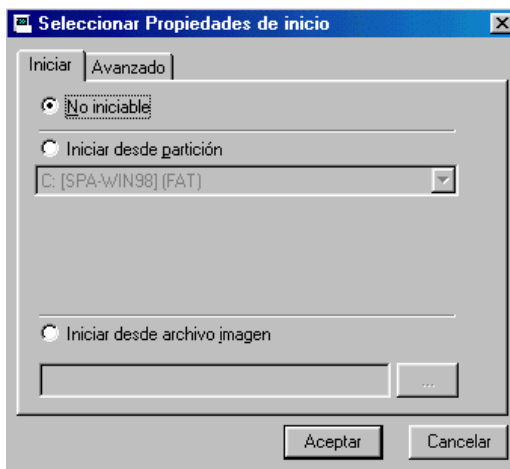 Seleccionar Propiedades de inicio
Iniciar Avanzado
No iniciable
Iniciar desde partición
C: [SPA-WIN98] (FAT)
Iniciar desde archivo imagen
...
Aceptar Cancelar